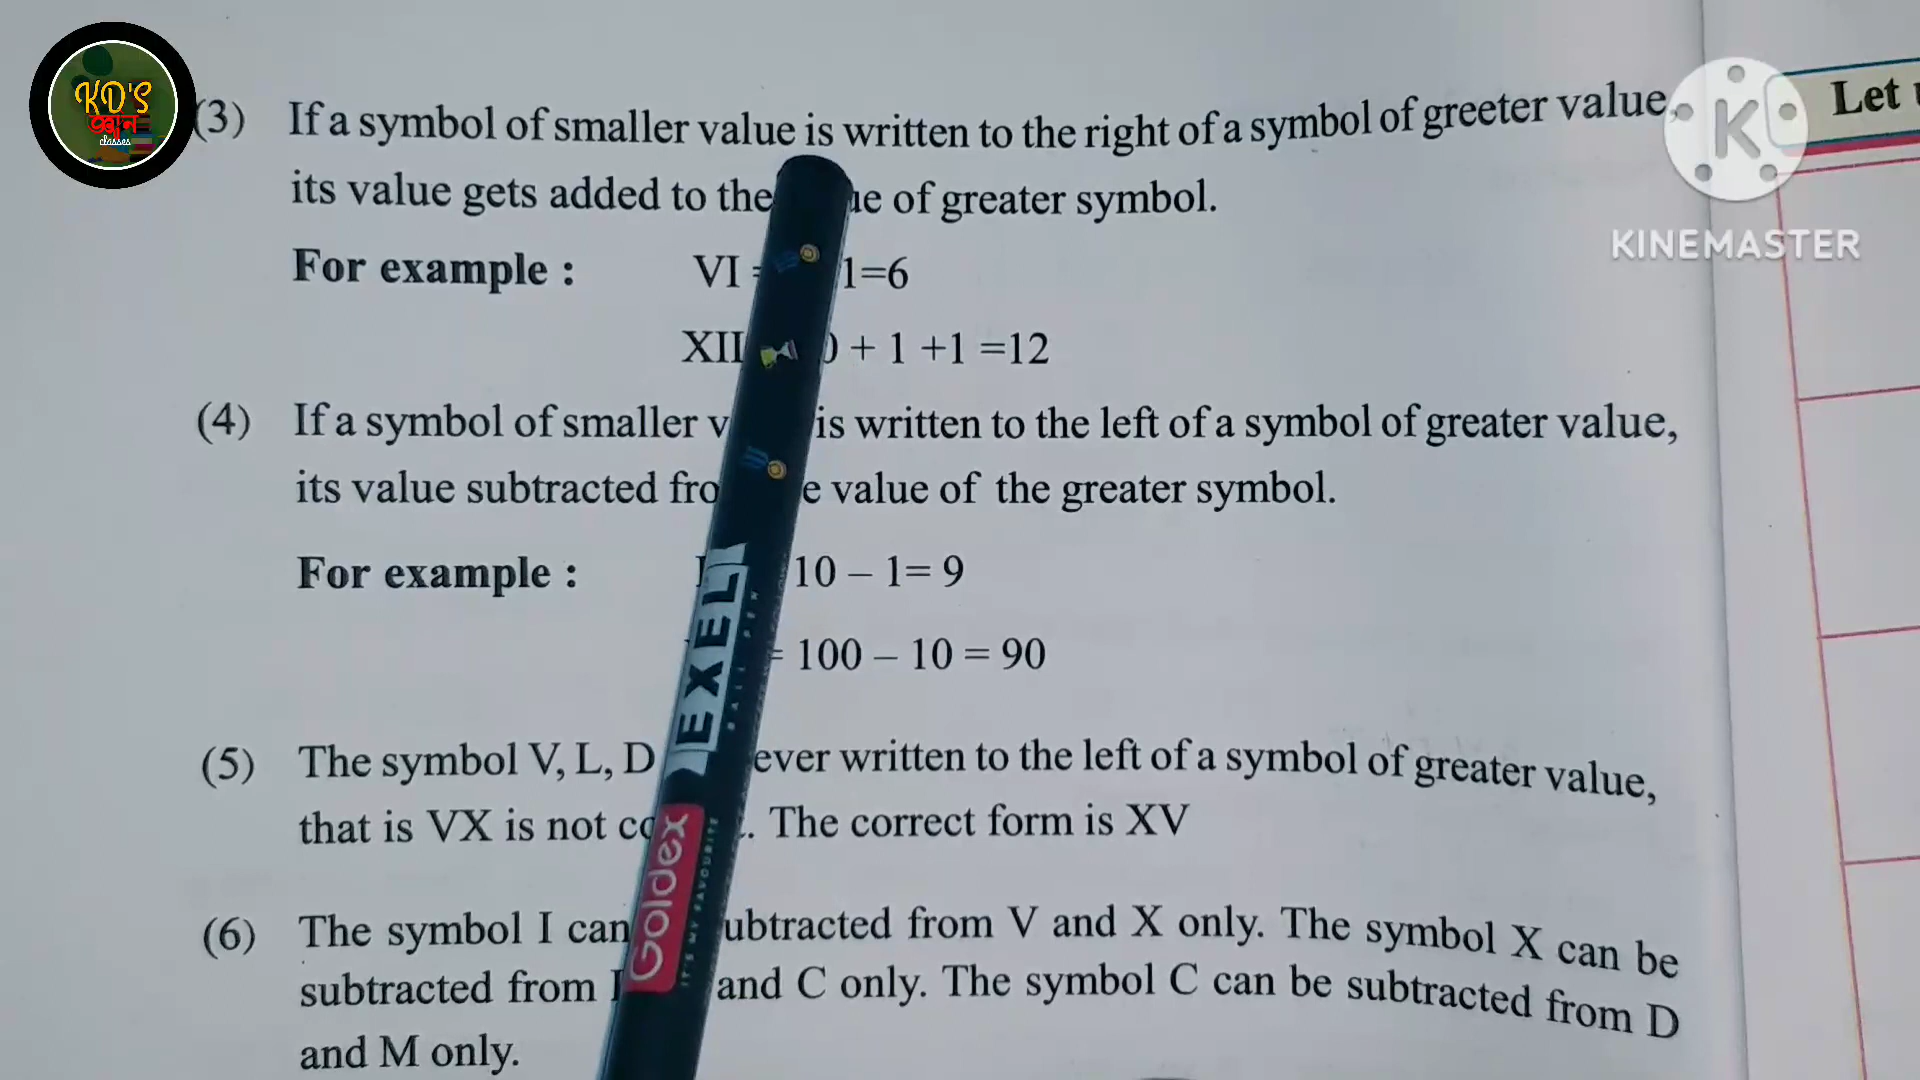 KD'S
জ্ঞান
classes
(3) If a symbol of smaller value is written to the right of a symbol of greeter value,
its value gets added to the of greater symbol.
For example : VI 1=6
XII + 1 +1 =12
(4) If a symbol of smaller is written to the left of a symbol of greater value,
its value subtracted value of the greater symbol.
For example : 10 – 1= 9
= 100 – 10 = 90
(5) The symbol V, L, D written to the left of a symbol of greater value,
that is VX is not The correct form is XV
(6) The symbol I can from V and X only. The symbol X can be
subtracted from and C only. The symbol C can be subtracted from D
and M only.
Let
K
KINEMASTER
EXEL
BALL PEN
Goldex
IT'S MY FAVOURITE